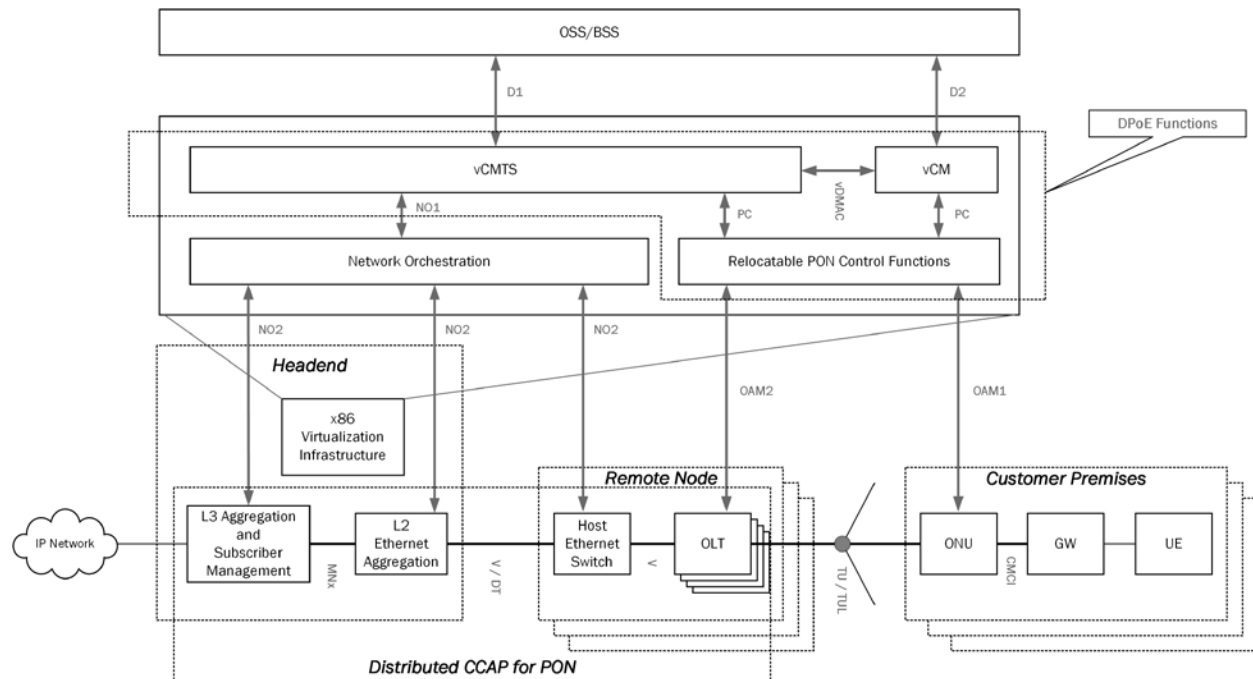 OSS/BSS
D1
D2
DPoE Functions
vCMTS
vDMAC
vCM
NO1
PC
PC
Network Orchestration
Relocatable PON Control Functions
NO2
NO2
NO2
OAM2
OAM1
Headend
x86
Virtualization
Infrastructure
Remote Node
Customer Premises
IP Network
L3 Aggregation
and
Subscriber
Management
MNx
L2
Ethernet
Aggregation
V / DT
Host
Ethernet
Switch
V
OLT
TU / TUL
ONU
CMCI
GW
UE
Distributed CCAP for PON